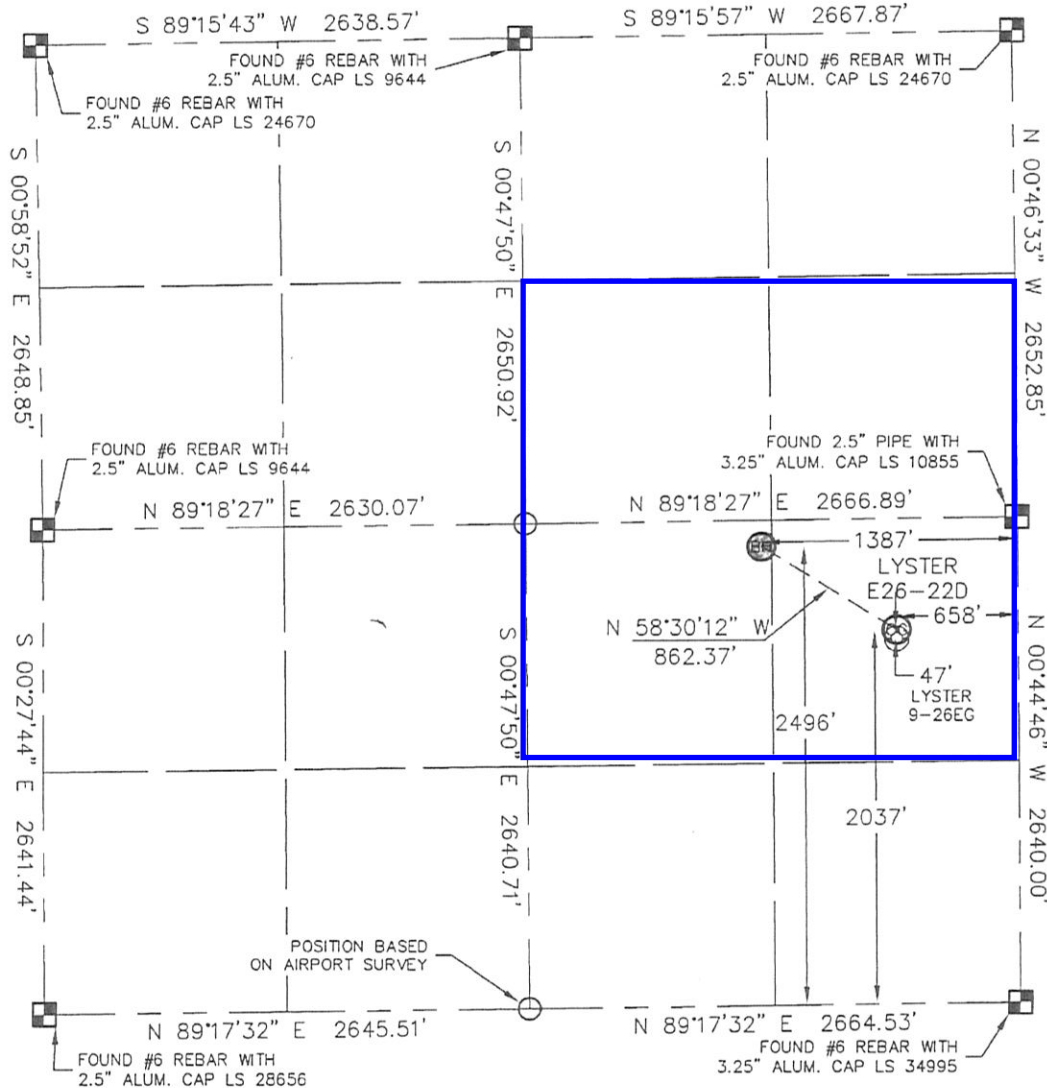 S 89°15'43" W 2638.57'
S 89°15'57" W 2667.87'
FOUND #6 REBAR WITH
2.5" ALUM. CAP LS 24670
FOUND #6 REBAR WITH
2.5" ALUM. CAP LS 9644
FOUND #6 REBAR WITH
2.5" ALUM. CAP LS 24670
S 00°58'52" E 2648.85'
S 00°47'50" E 2650.92'
N 00°46'33" W 2652.85'
FOUND #6 REBAR WITH
2.5" ALUM. CAP LS 9644
FOUND 2.5" PIPE WITH
3.25" ALUM. CAP LS 10855
N 89°18'27" E 2630.07'
N 89°18'27" E 2666.89'
1387'
LYSTER
E26-22D
658'
N 58°30'12" W
862.37'
47'
LYSTER
9-26EG
2496'
2037'
S 00°27'44" E 2641.44'
S 00°47'50" E 2640.71'
N 00°44'46" W 2640.00'
POSITION BASED
ON AIRPORT SURVEY
N 89°17'32" E 2645.51'
N 89°17'32" E 2664.53'
FOUND #6 REBAR WITH
2.5" ALUM. CAP LS 28656
FOUND #6 REBAR WITH
3.25" ALUM. CAP LS 34995